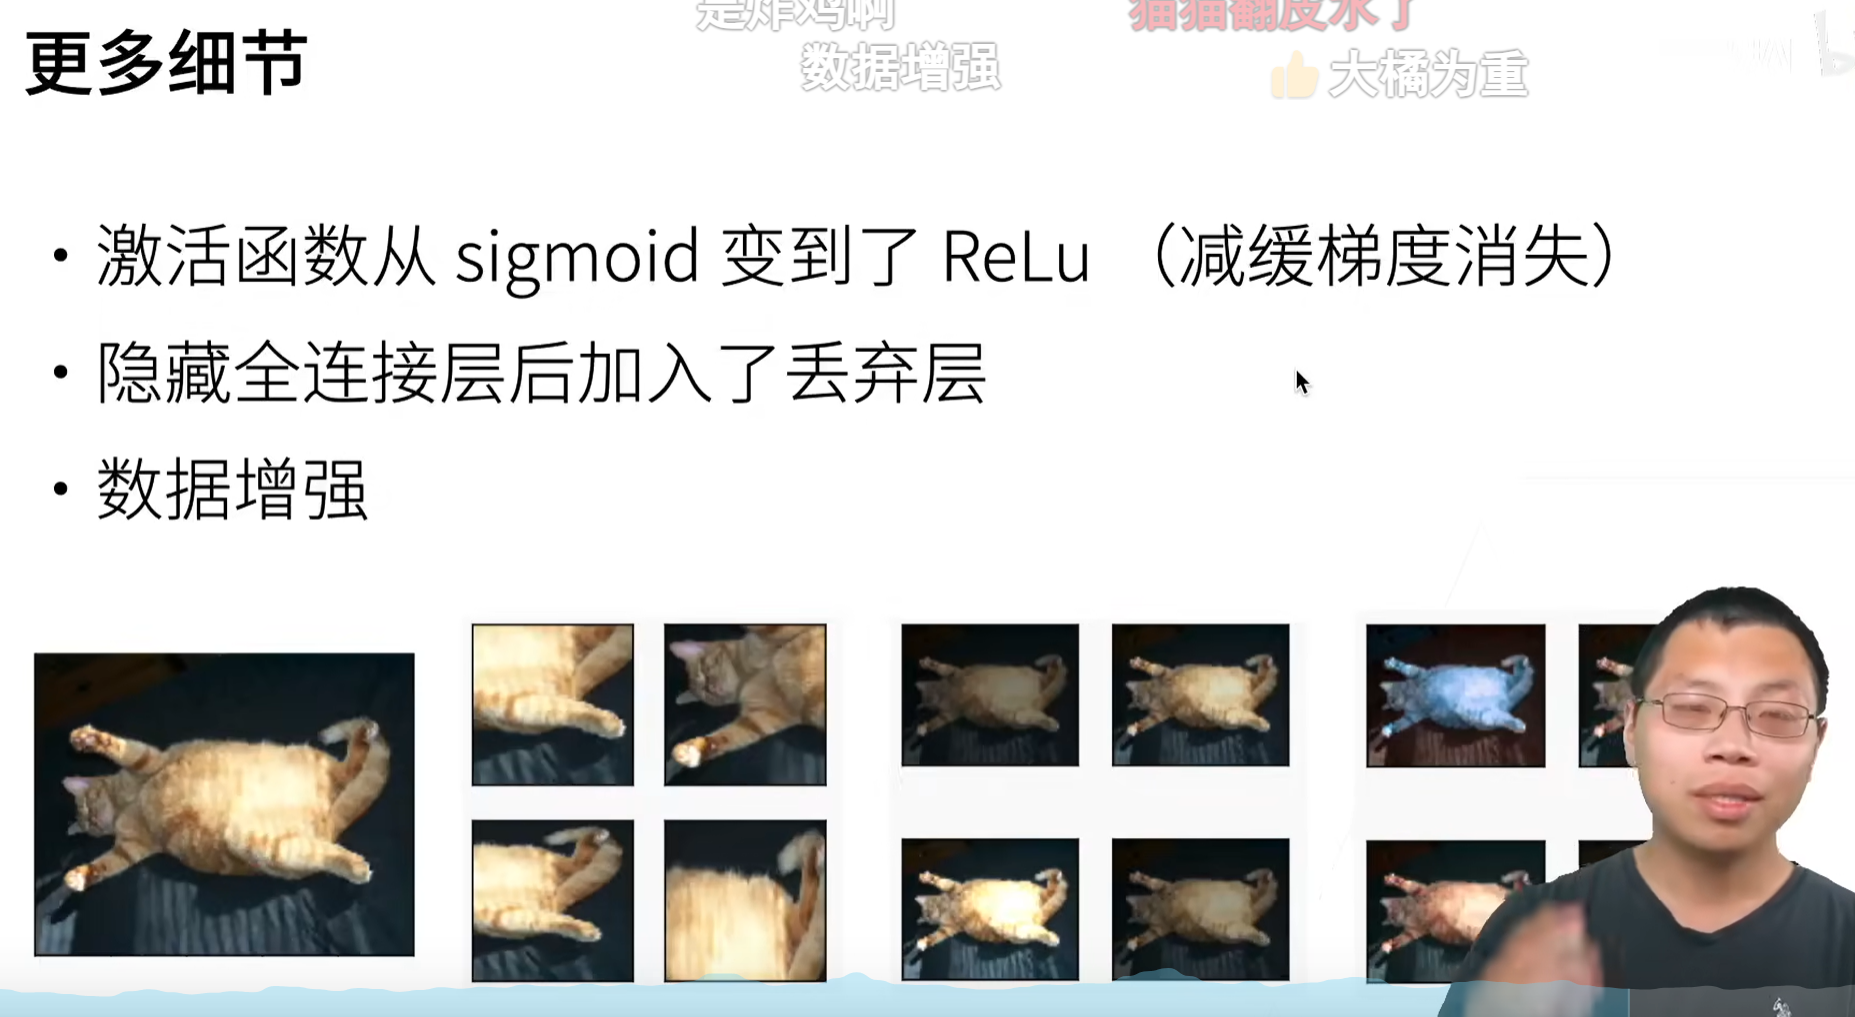 是炸鸡啊
猫猫翻皮水了
更多细节
数据增强
大橘为重
• 激活函数从 sigmoid 变到了 ReLu （减缓梯度消失）
• 隐藏全连接层后加入了丢弃层
• 数据增强